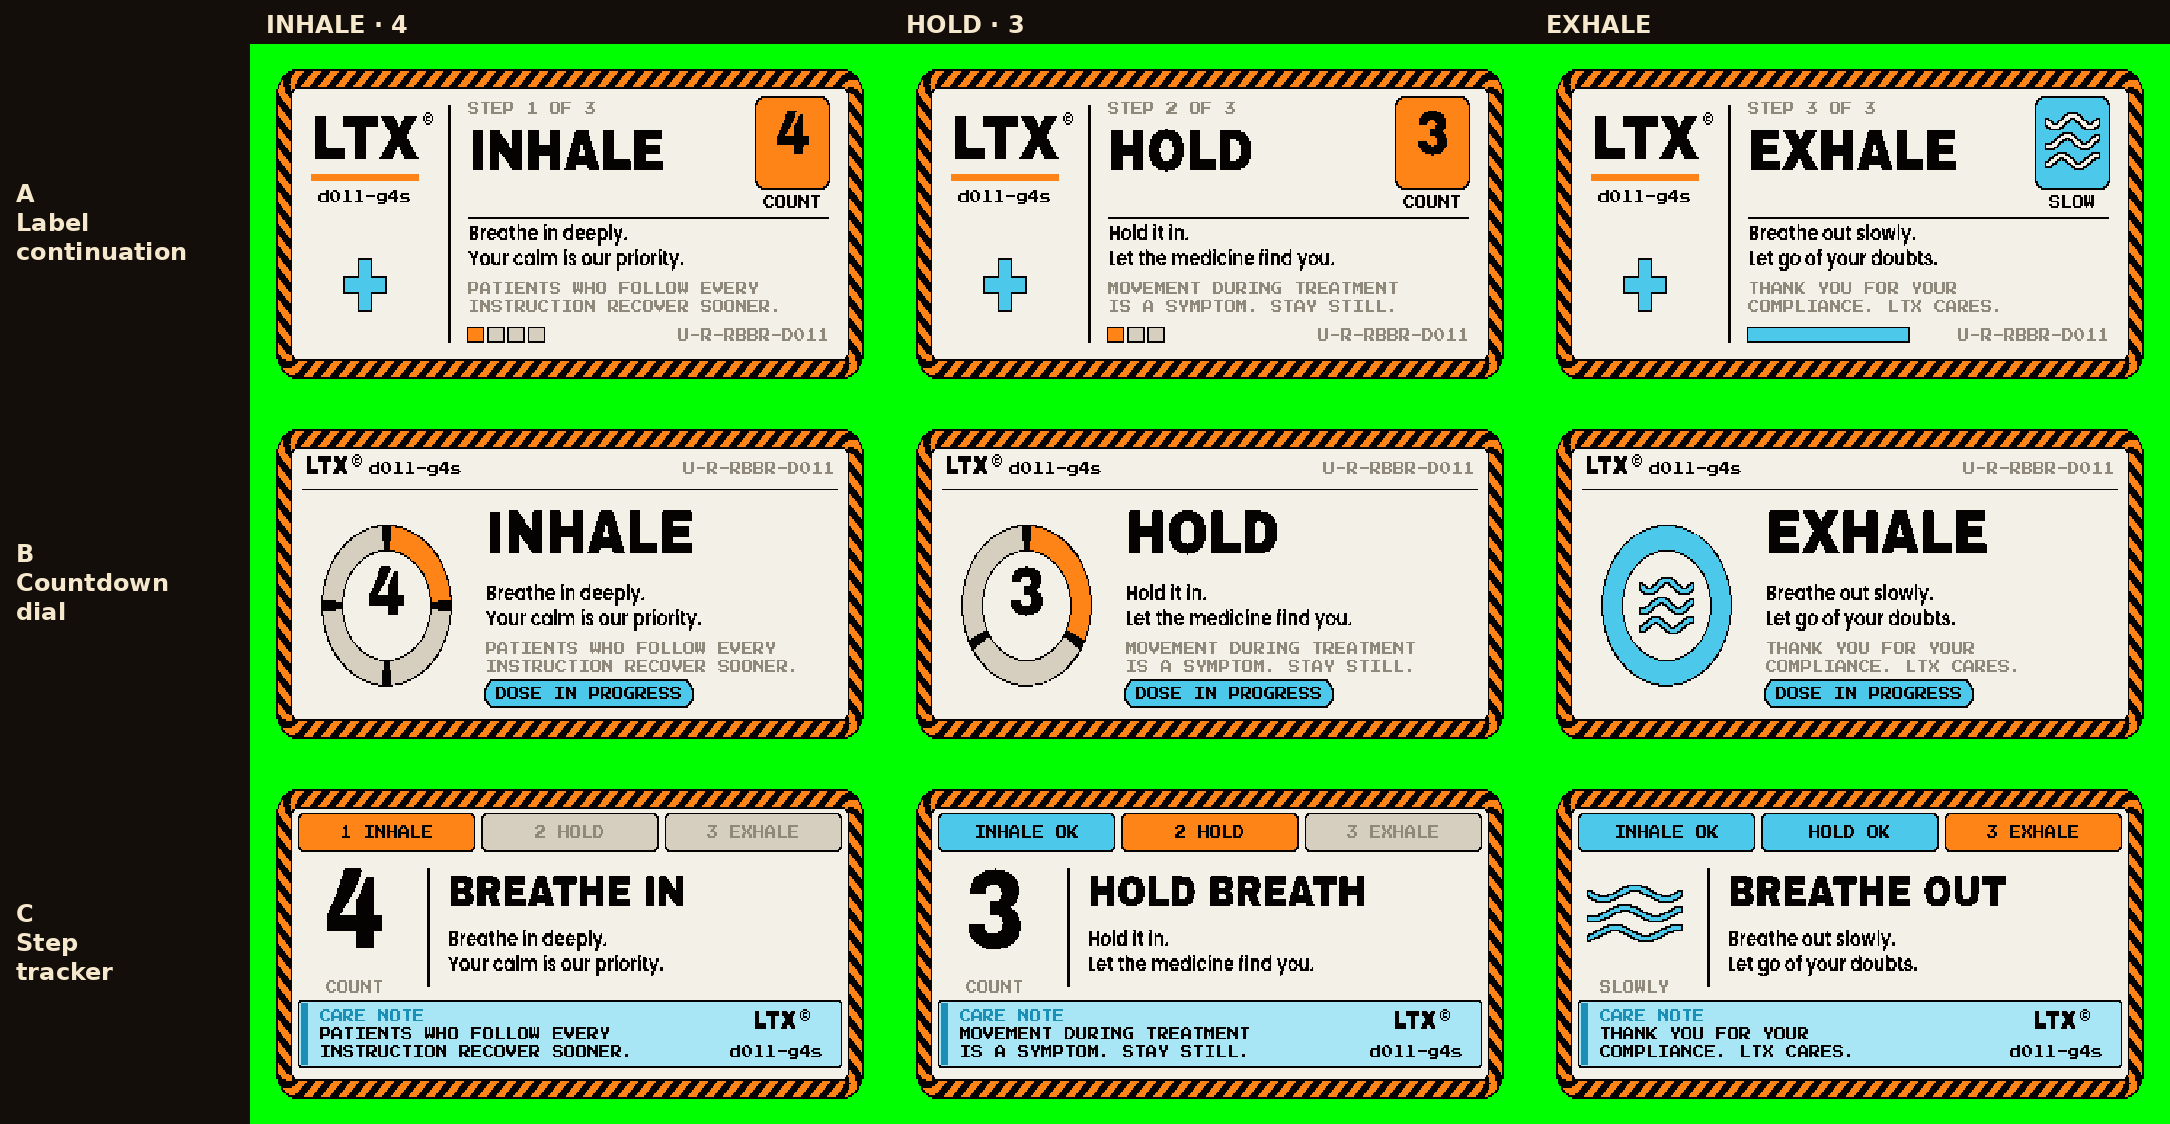 INHALE · 4
HOLD · 3
EXHALE
A
Label
continuation
LTX©
d0ll-g4s
STEP 1 OF 3
INHALE
4
COUNT
Breathe in deeply.
Your calm is our priority.
PATIENTS WHO FOLLOW EVERY
INSTRUCTION RECOVER SOONER.
U-R-RBBR-D011
LTX©
d0ll-g4s
STEP 2 OF 3
HOLD
3
COUNT
Hold it in.
Let the medicine find you.
MOVEMENT DURING TREATMENT
IS A SYMPTOM. STAY STILL.
U-R-RBBR-D011
LTX©
d0ll-g4s
STEP 3 OF 3
EXHALE
SLOW
Breathe out slowly.
Let go of your doubts.
THANK YOU FOR YOUR
COMPLIANCE. LTX CARES.
U-R-RBBR-D011
B
Countdown
dial
LTX© d0ll-g4s
U-R-RBBR-D011
4
INHALE
Breathe in deeply.
Your calm is our priority.
PATIENTS WHO FOLLOW EVERY
INSTRUCTION RECOVER SOONER.
DOSE IN PROGRESS
LTX© d0ll-g4s
U-R-RBBR-D011
3
HOLD
Hold it in.
Let the medicine find you.
MOVEMENT DURING TREATMENT
IS A SYMPTOM. STAY STILL.
DOSE IN PROGRESS
LTX© d0ll-g4s
U-R-RBBR-D011
EXHALE
Breathe out slowly.
Let go of your doubts.
THANK YOU FOR YOUR
COMPLIANCE. LTX CARES.
DOSE IN PROGRESS
C
Step
tracker
1 INHALE
2 HOLD
3 EXHALE
4
COUNT
BREATHE IN
Breathe in deeply.
Your calm is our priority.
CARE NOTE
PATIENTS WHO FOLLOW EVERY
INSTRUCTION RECOVER SOONER.
LTX©
d0ll-g4s
INHALE OK
2 HOLD
3 EXHALE
3
COUNT
HOLD BREATH
Hold it in.
Let the medicine find you.
CARE NOTE
MOVEMENT DURING TREATMENT
IS A SYMPTOM. STAY STILL.
LTX©
d0ll-g4s
INHALE OK
HOLD OK
3 EXHALE
SLOWLY
BREATHE OUT
Breathe out slowly.
Let go of your doubts.
CARE NOTE
THANK YOU FOR YOUR
COMPLIANCE. LTX CARES.
LTX©
d0ll-g4s